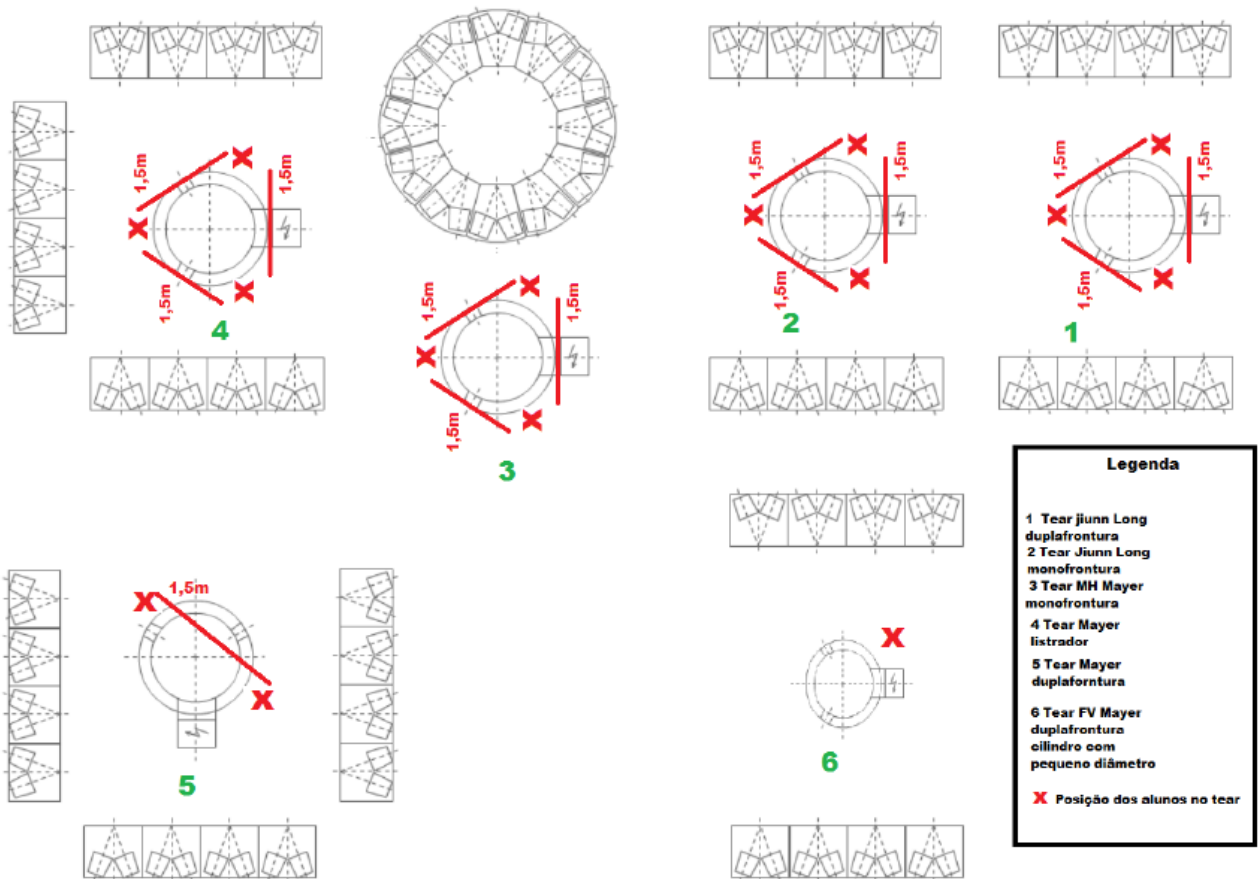 1,5m
1,5m
1,5m
X
X
X
4
1,5m
1,5m
1,5m
X
X
X
3
1,5m
1,5m
1,5m
X
X
X
2
1,5m
1,5m
1,5m
X
X
X
1
1,5m
X
X
5
X
6
Legenda
1 Tear jiunn Long
duplafrontura
2 Tear Jiunn Long
monofrontura
3 Tear MH Mayer
monofrontura
4 Tear Mayer
listrador
5 Tear Mayer
duplaforntura
6 Tear FV Mayer
duplafrontura
cilindro com
pequeno diâmetro
X Posição dos alunos no tear